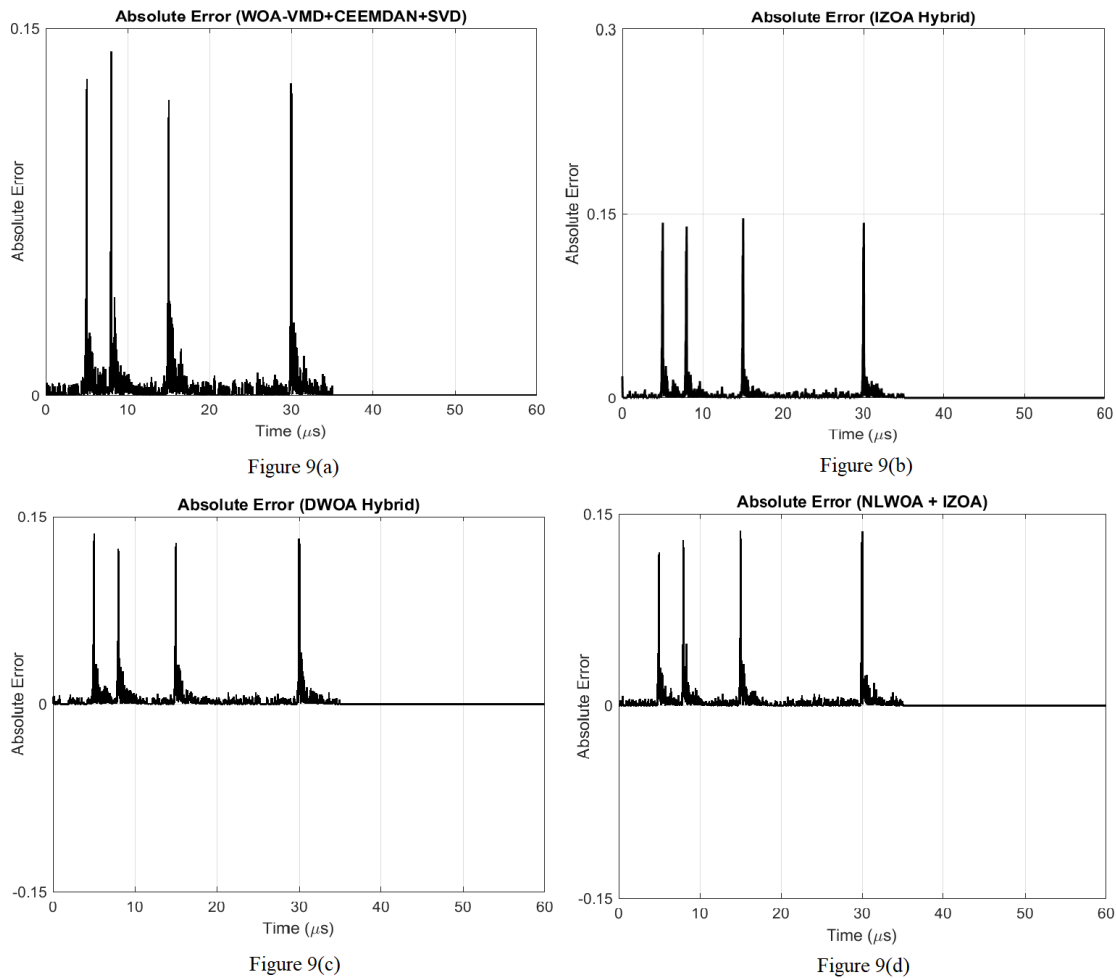 Absolute Error (WOA-VMD+CEEMDAN+SVD)
0.15
Absolute Error
0
0 10 20 30 40 50 60
Time (μs)
Figure 9(a)
Absolute Error (IZOA Hybrid)
0.3
0.15
Absolute Error
0
0 10 20 30 40 50 60
Time (μs)
Figure 9(b)
Absolute Error (DWOA Hybrid)
0.15
0
Absolute Error
-0.15
0 10 20 30 40 50 60
Time (μs)
Figure 9(c)
Absolute Error (NLWOA + IZOA)
0.15
0
Absolute Error
-0.15
0 10 20 30 40 50 60
Time (μs)
Figure 9(d)